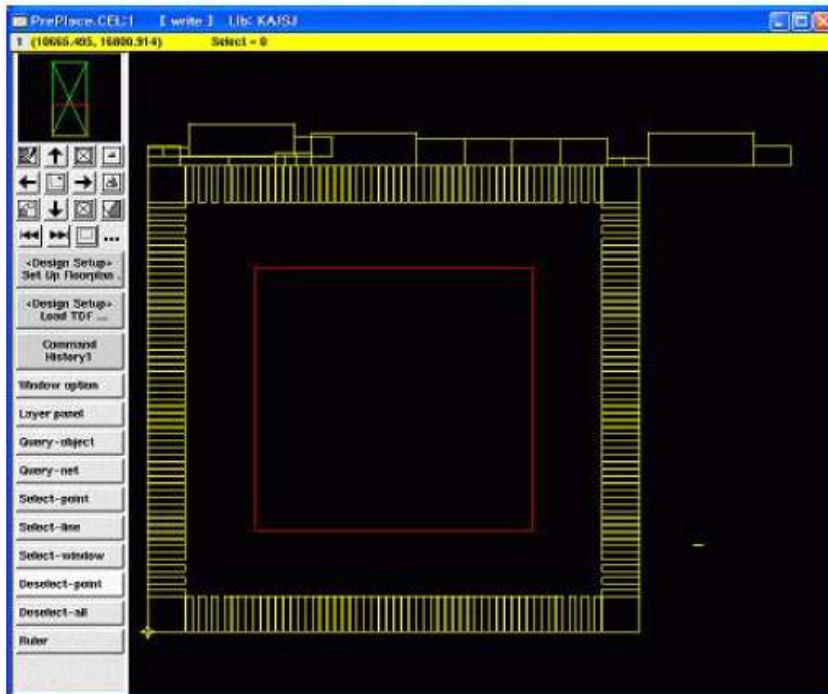 PrePlace.CEL:1 [ write ] Lib: KAISJ
1 (10665.495, 16800.914) Select = 0
<Design Setup>
Set Up Floorplan .
<Design Setup>
Load TDF ...
Command
History1
Window option
Layer panel
Query-object
Query-net
Select-point
Select-line
Select-window
Deselect-point
Deselect-all
Ruler